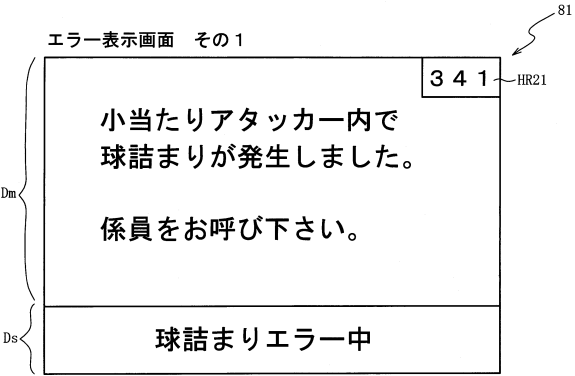 81
エラー表示画面 その1
３４１
HR21
小当たりアタッカー内で
球詰まりが発生しました。
Dm
係員をお呼び下さい。
Ds
球詰まりエラー中